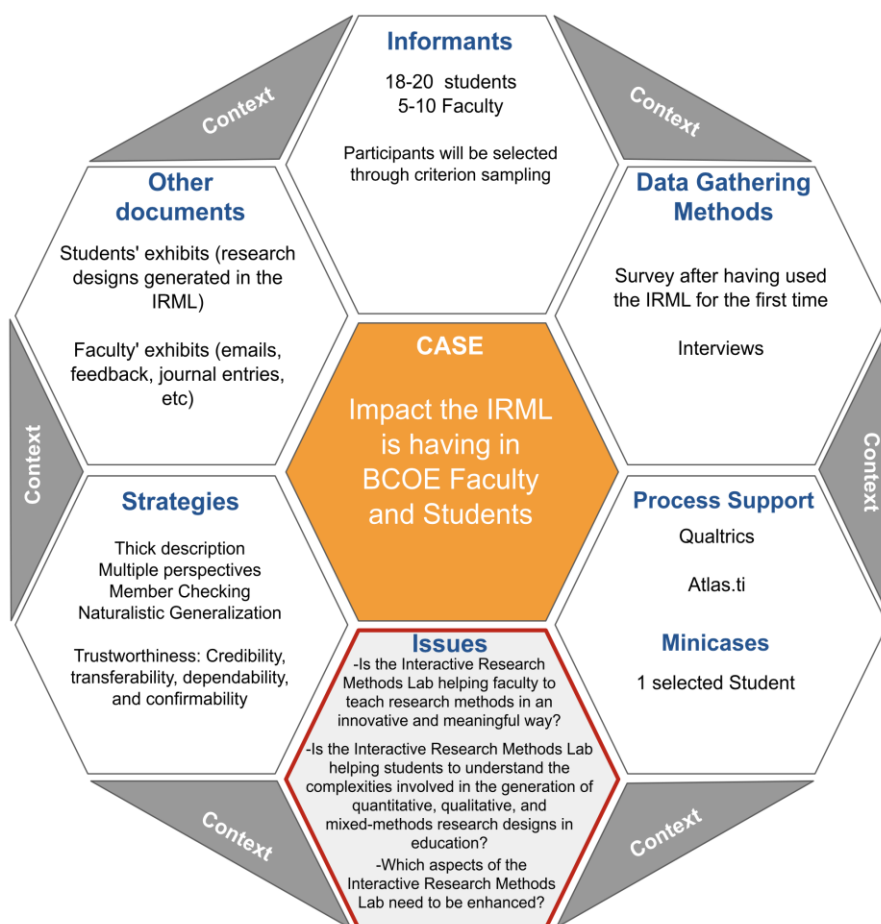 Informants
18-20 students
5-10 Faculty
Participants will be selected
through criterion sampling
Context
Context
Other
documents
Students' exhibits (research
designs generated in the
IRML)
Faculty' exhibits (emails,
feedback, journal entries,
etc)
Data Gathering
Methods
Survey after having used
the IRML for the first time
Interviews
CASE
Impact the IRML
is having in
BCOE Faculty
and Students
Context
Context
Strategies
Thick description
Multiple perspectives
Member Checking
Naturalistic Generalization
Trustworthiness: Credibility,
transferability, dependability,
and confirmability
Process Support
Qualtrics
Atlas.ti
Minicases
1 selected Student
Issues
-Is the Interactive Research
Methods Lab helping faculty to
teach research methods in an
innovative and meaningful way?
-Is the Interactive Research Methods Lab
helping students to understand the
complexities involved in the generation of
quantitative, qualitative, and
mixed-methods research designs in
education?
-Which aspects of the
Interactive Research Methods
Lab need to be enhanced?
Context
Context